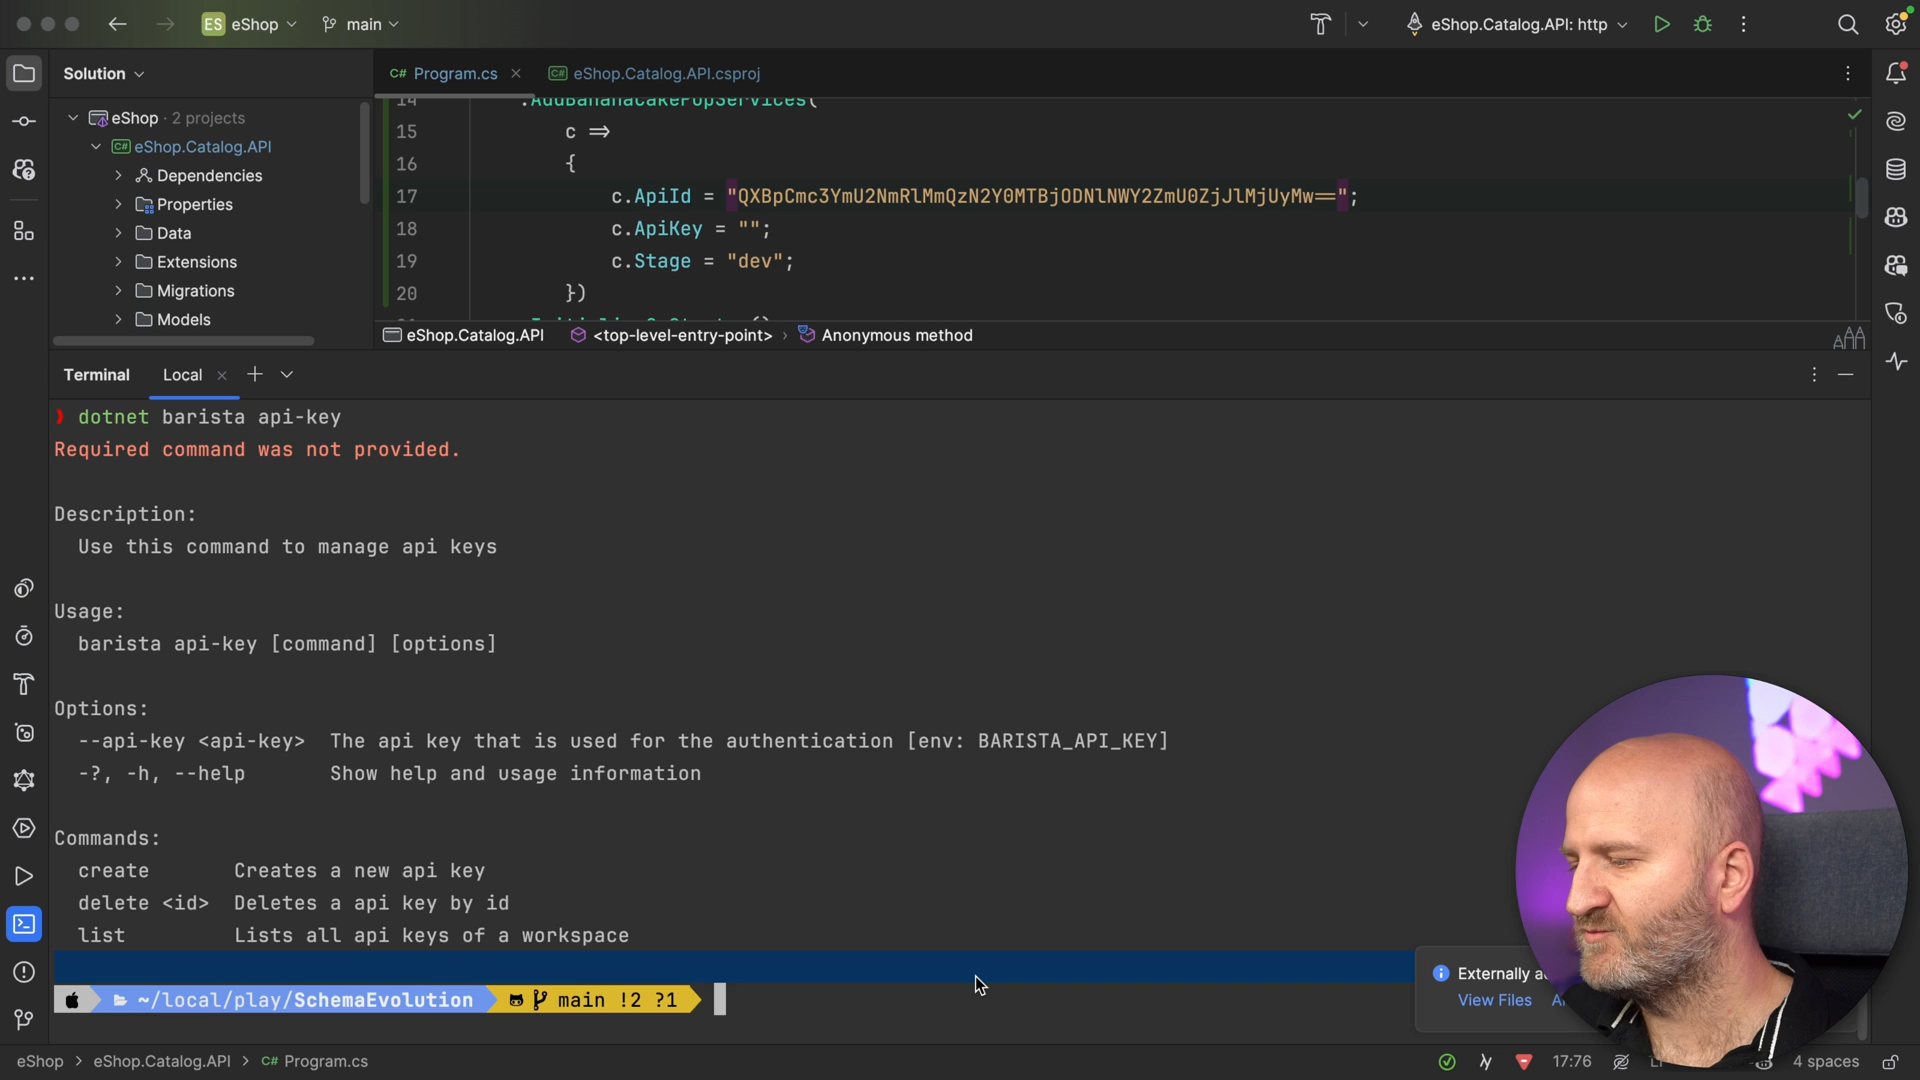 ES eShop main eShop.Catalog.API: http
Solution
C# Program.cs eShop.Catalog.API.csproj
eShop · 2 projects
C# eShop.Catalog.API
Dependencies
Properties
Data
Extensions
Migrations
Models
14 .AddBananaCakePopServices(
15 c =>
16 {
17 c.ApiId = "QXBpCmc3YmU2NmRlMmQzN2Y0MTBjODNlNWY2ZmU0ZjJlMjUyMw==";
18 c.ApiKey = "";
19 c.Stage = "dev";
20 })
eShop.Catalog.API <top-level-entry-point> › Anonymous method
Terminal Local
❯ dotnet barista api-key
Required command was not provided.
Description:
Use this command to manage api keys
Usage:
barista api-key [command] [options]
Options:
--api-key <api-key> The api key that is used for the authentication [env: BARISTA_API_KEY]
-?, -h, --help Show help and usage information
Commands:
create Creates a new api key
delete <id> Deletes a api key by id
list Lists all api keys of a workspace
~/local/play/SchemaEvolution main !2 ?1
Externally
View Files
eShop > eShop.Catalog.API > C# Program.cs
17:76 4 spaces